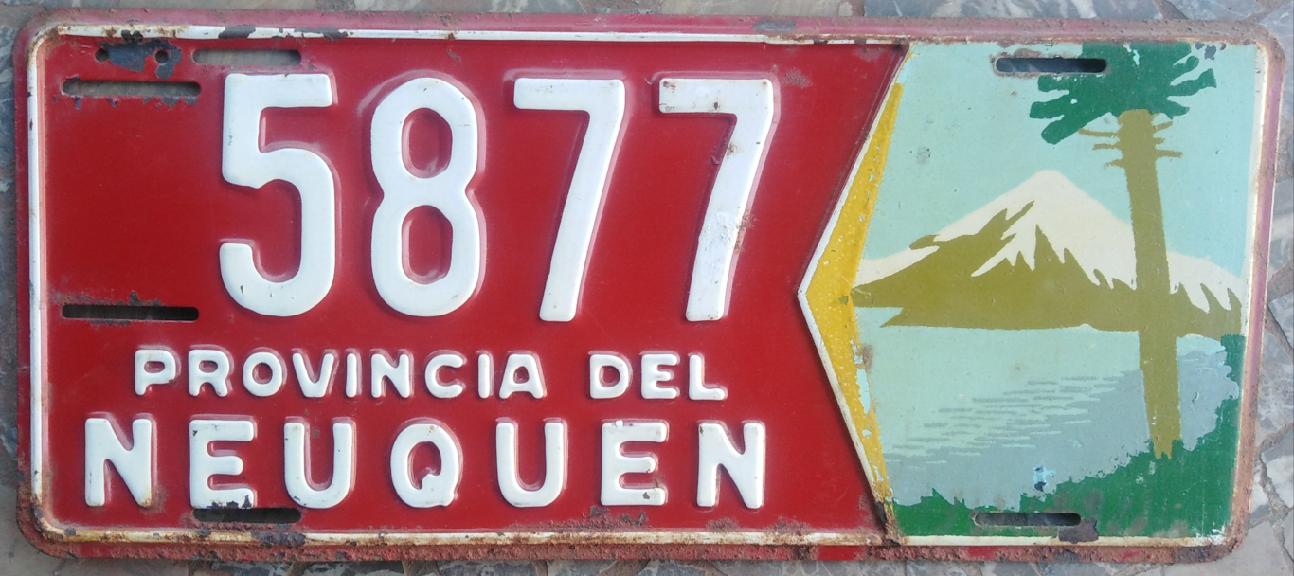 5877
PROVINCIA DEL
NEUQUEN